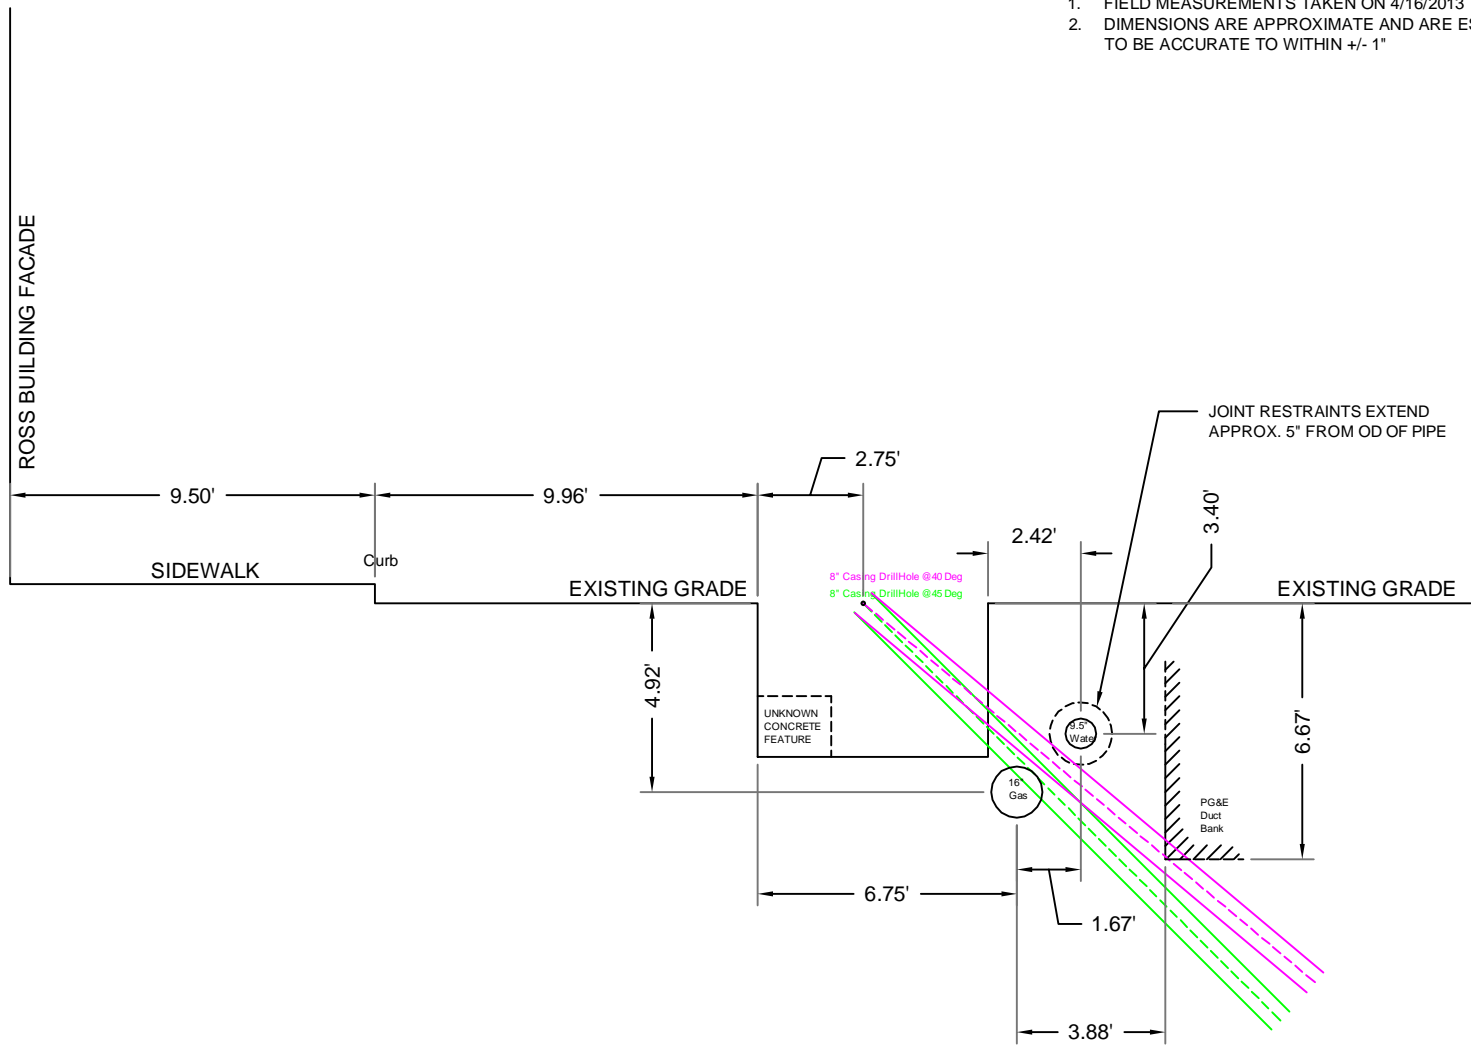 1. FIELD MEASUREMENTS TAKEN ON 4/16/2013
2. DIMENSIONS ARE APPROXIMATE AND ARE ES
TO BE ACCURATE TO WITHIN +/- 1"
ROSS BUILDING FACADE
JOINT RESTRAINTS EXTEND
APPROX. 5" FROM OD OF PIPE
2.75'
9.50'
9.96'
3.40'
2.42'
Curb
SIDEWALK
8" Casing DrillHole @40 Deg
EXISTING GRADE
8" Casing DrillHole @45 Deg
EXISTING GRADE
4.92'
UNKNOWN
CONCRETE
FEATURE
9.5"
Wate
6.67'
16"
Gas
PG&E
Duct
Bank
6.75'
1.67'
3.88'